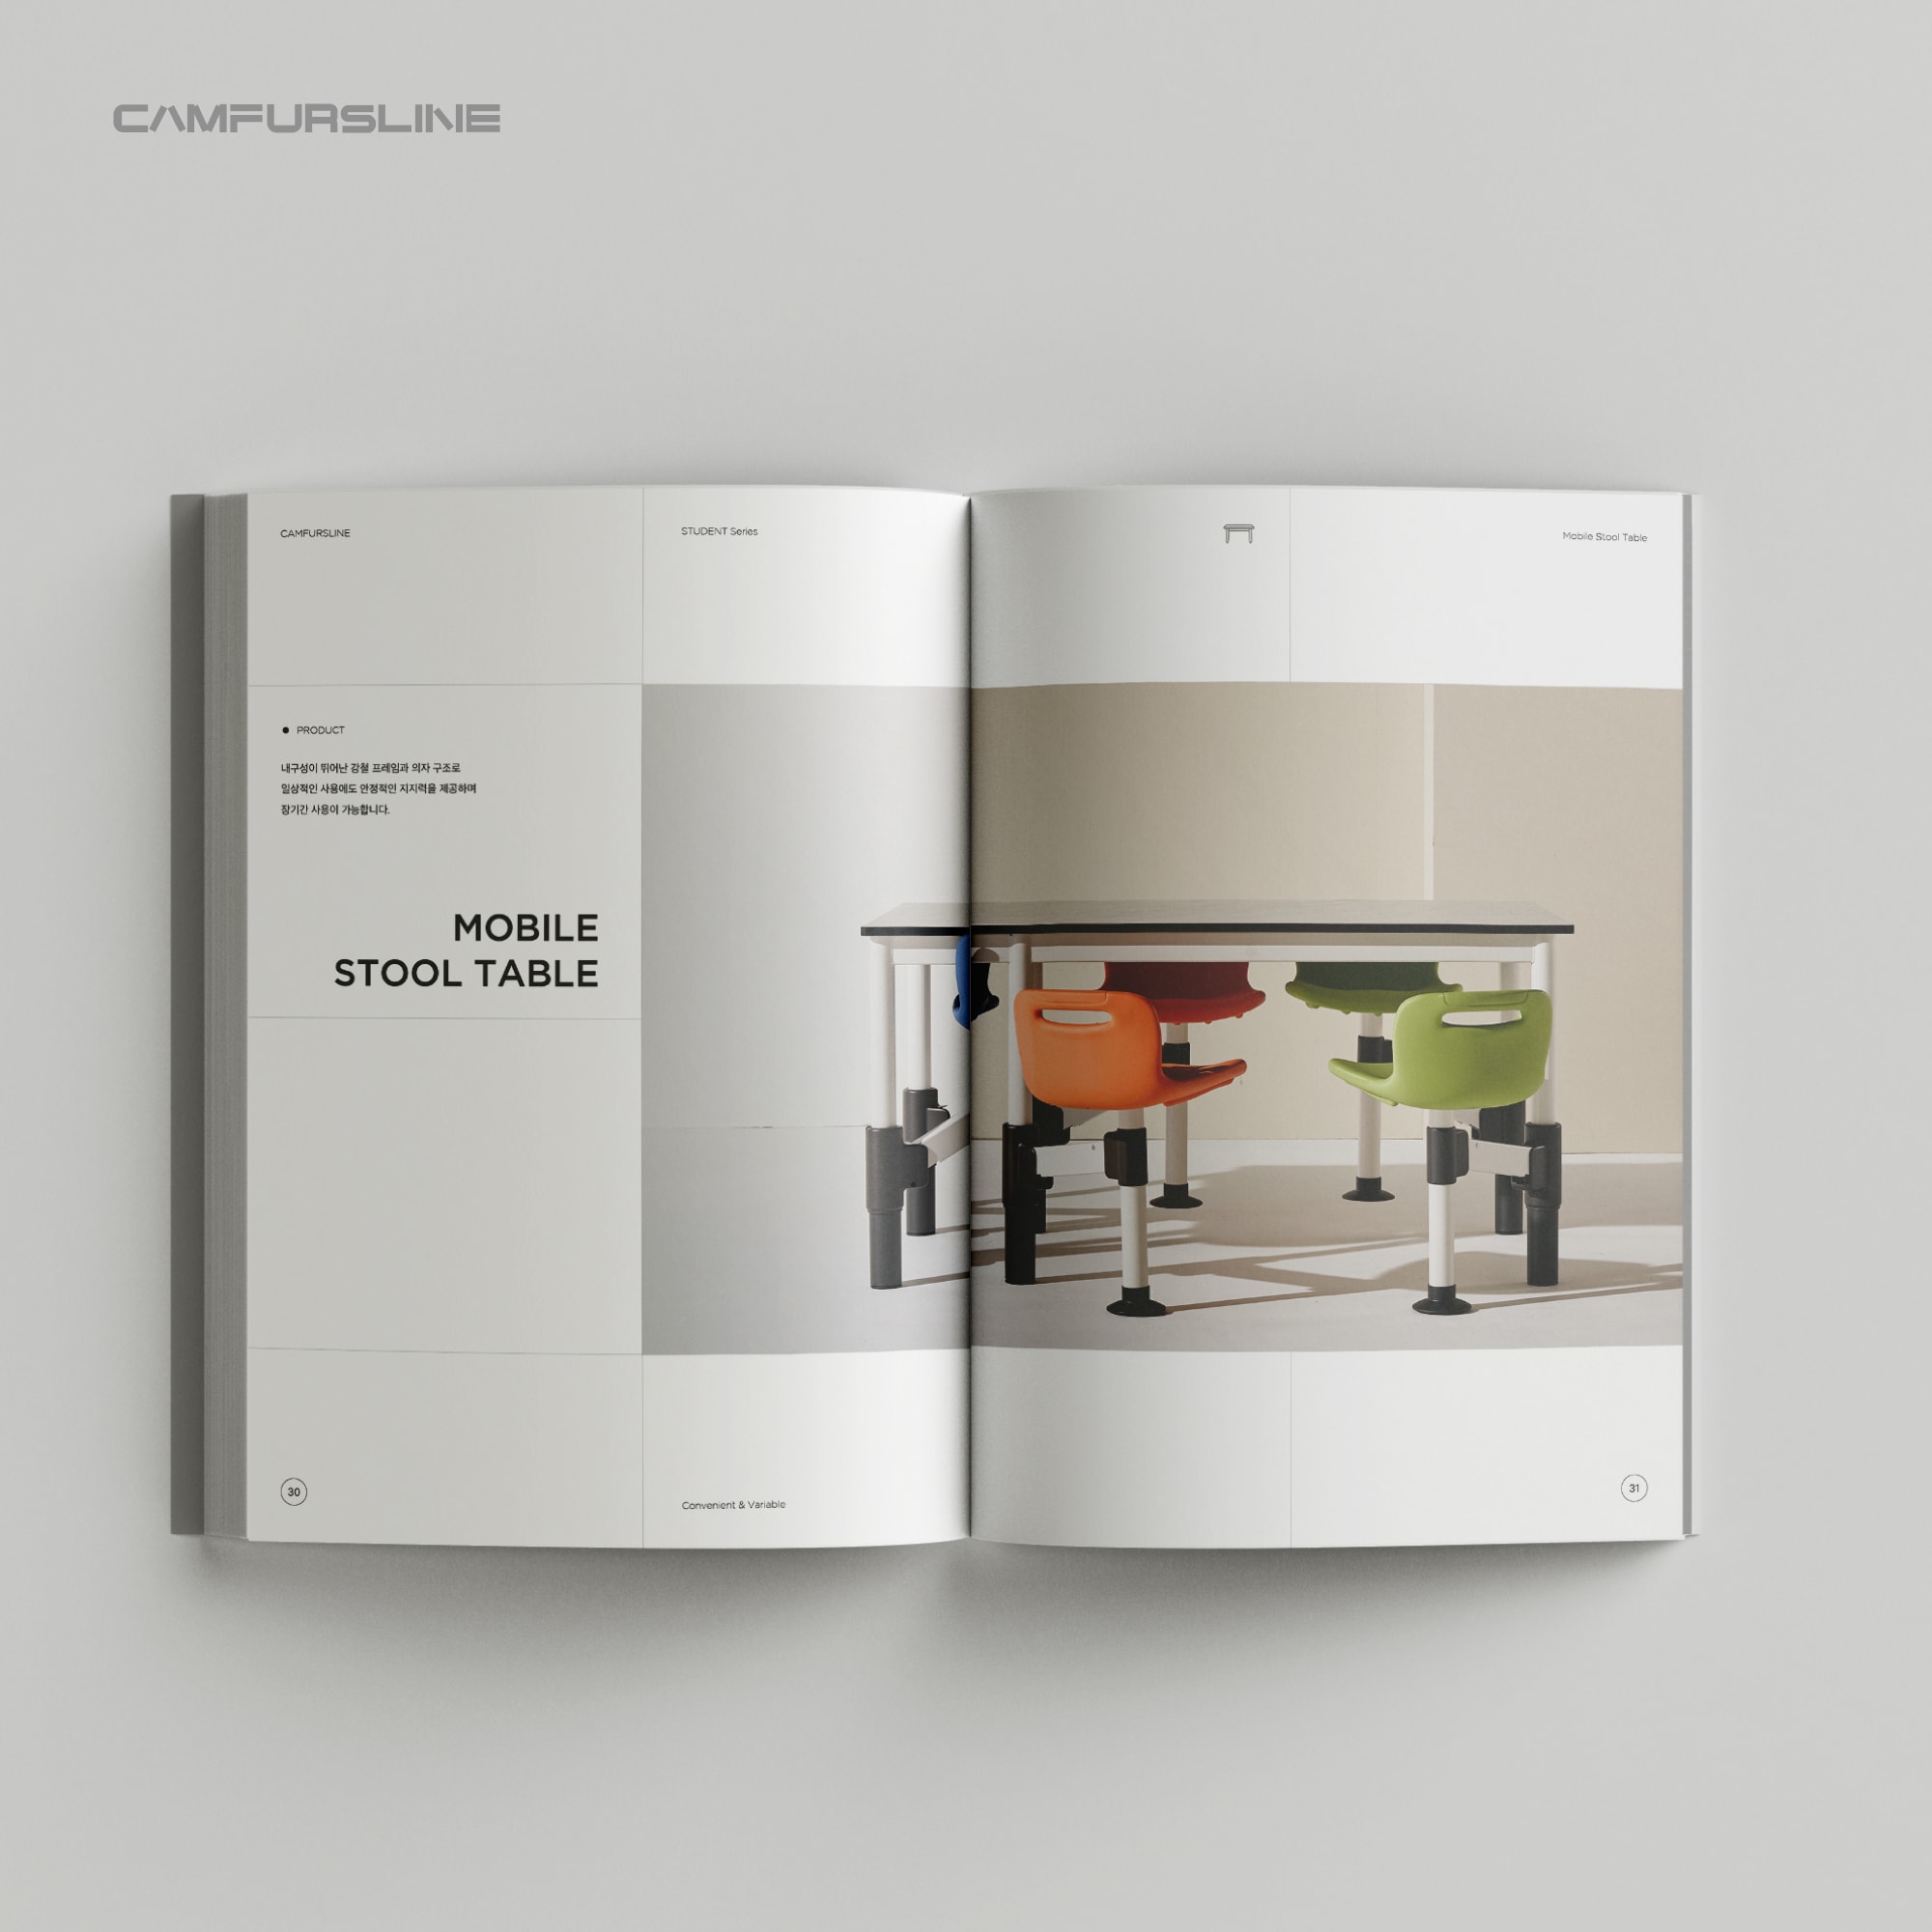 CAMFURSLINE
CAMFURSLINE
STUDENT Series
Mobile Stool Table
PRODUCT
내구성이 뛰어난 강철 프레임과 의자 구조로
일상적인 사용에도 안정적인 지지력을 제공하며
장기간 사용이 가능합니다.
MOBILE
STOOL TABLE
30
Convenient & Variable
31